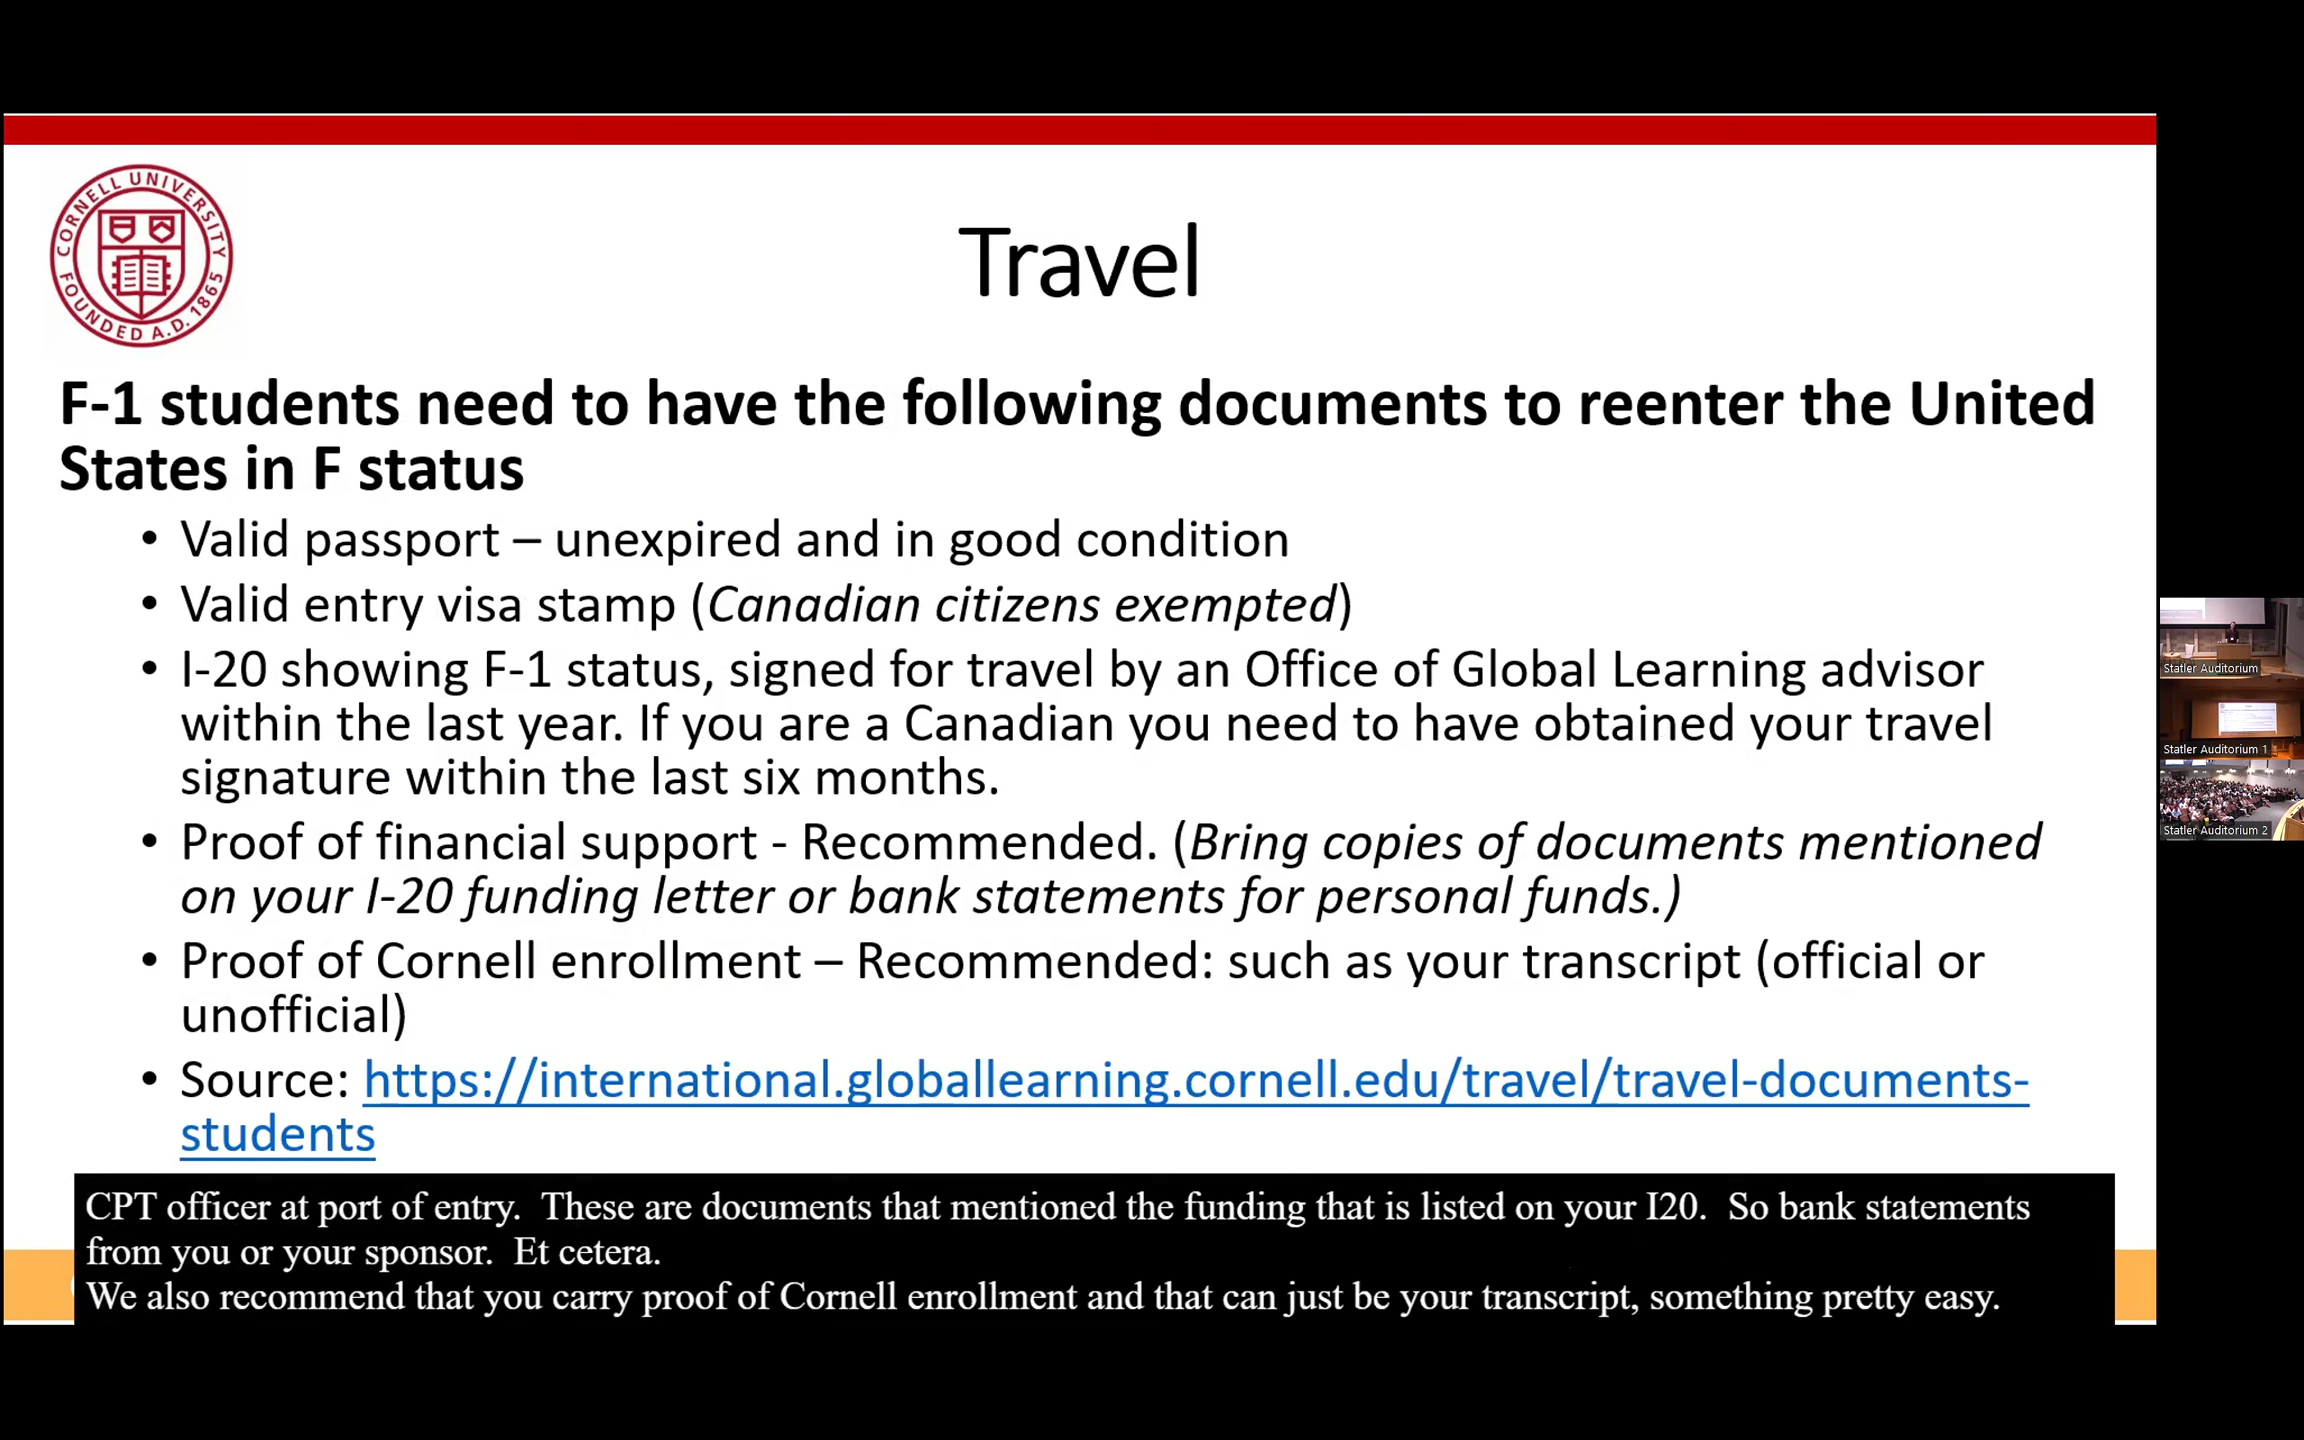 CORNELL UNIVERSITY
FOUNDED A.D. 1865
Travel
F-1 students need to have the following documents to reenter the United
States in F status
• Valid passport – unexpired and in good condition
• Valid entry visa stamp (Canadian citizens exempted)
• I-20 showing F-1 status, signed for travel by an Office of Global Learning advisor
within the last year. If you are a Canadian you need to have obtained your travel
signature within the last six months.
• Proof of financial support - Recommended. (Bring copies of documents mentioned
on your I-20 funding letter or bank statements for personal funds.)
• Proof of Cornell enrollment – Recommended: such as your transcript (official or
unofficial)
• Source: https://international.globallearning.cornell.edu/travel/travel-documents-
students
CPT officer at port of entry.  These are documents that mentioned the funding that is listed on your I20.  So bank statements
from you or your sponsor.  Et cetera.
We also recommend that you carry proof of Cornell enrollment and that can just be your transcript, something pretty easy.
Statler Auditorium
Statler Auditorium 1
Statler Auditorium 2